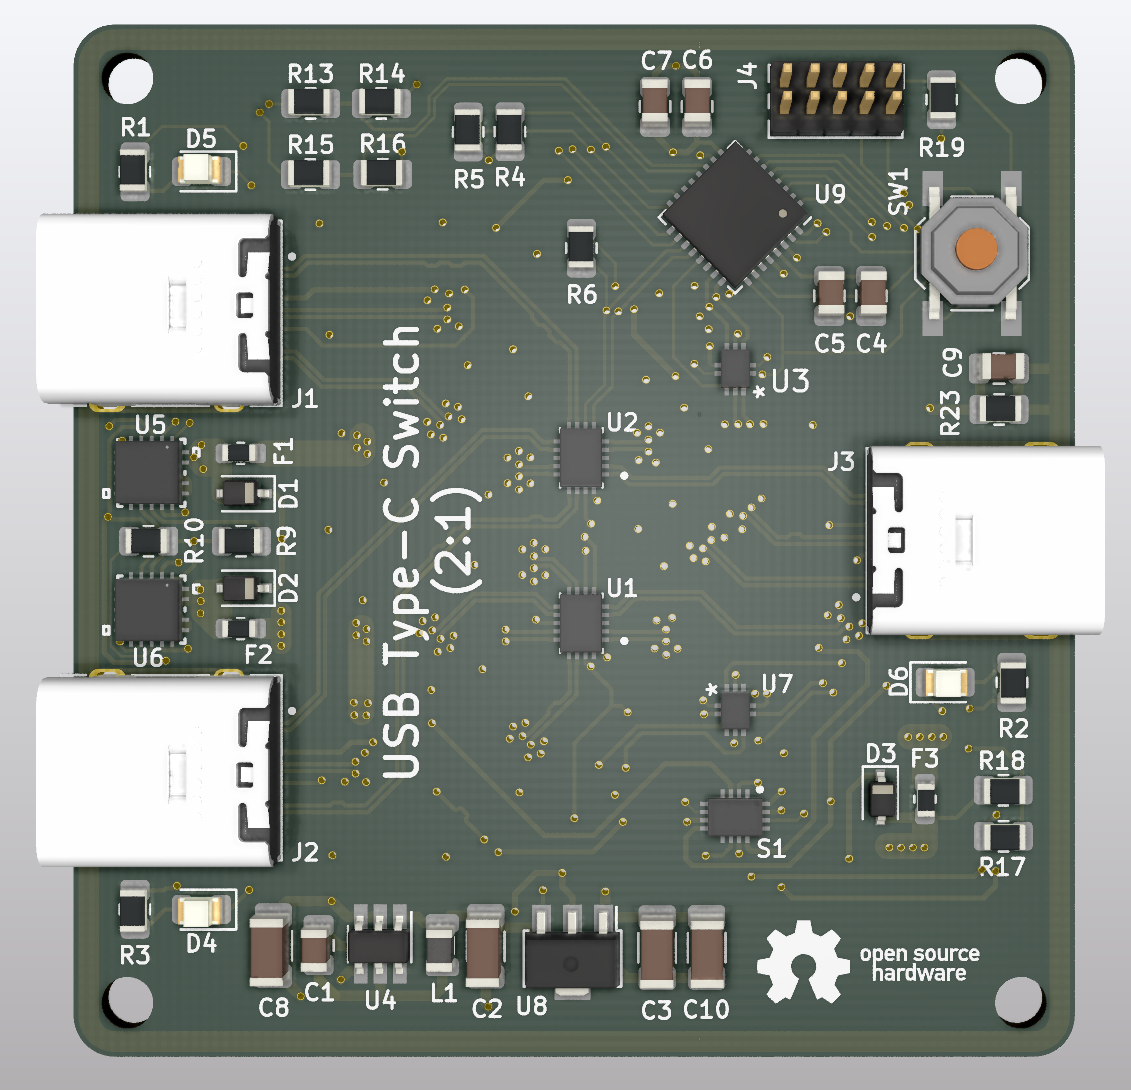 C7 C6
R13 R14
J4
R1
D5
R15 R16
R19
R5 R4
SW1
U9
R6
C5 C4
C9
R23
U3
J1
U5
U2
F1
J3
D1
R10
R9
USB Type-C Switch
(2:1)
D2
U1
U6
F2
D6
U7
R2
D3 F3
R18
J2
S1
R17
R3
D4
open source
hardware
C8 C1 U4 L1 C2 U8 C3 C10